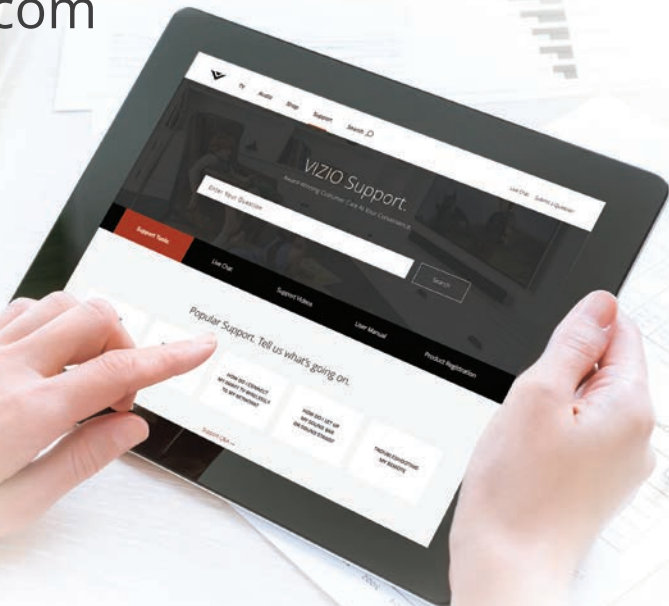 com
TV Audio Shop Support Search
Live Chat Submit a Question
VIZIO Support.
Award-Winning Customer Care At Your Convenience.
Enter Your Question
Search
Support Tools
Live Chat
Support Videos
User Manual
Product Registration
Popular Support. Tell us what's going on.
HOW DO I CONNECT
MY SMART TV WIRELESSLY
TO MY NETWORK?
HOW DO I SET UP
MY SOUND BAR
OR SOUND STAND?
TROUBLESHOOTING
MY REMOTE